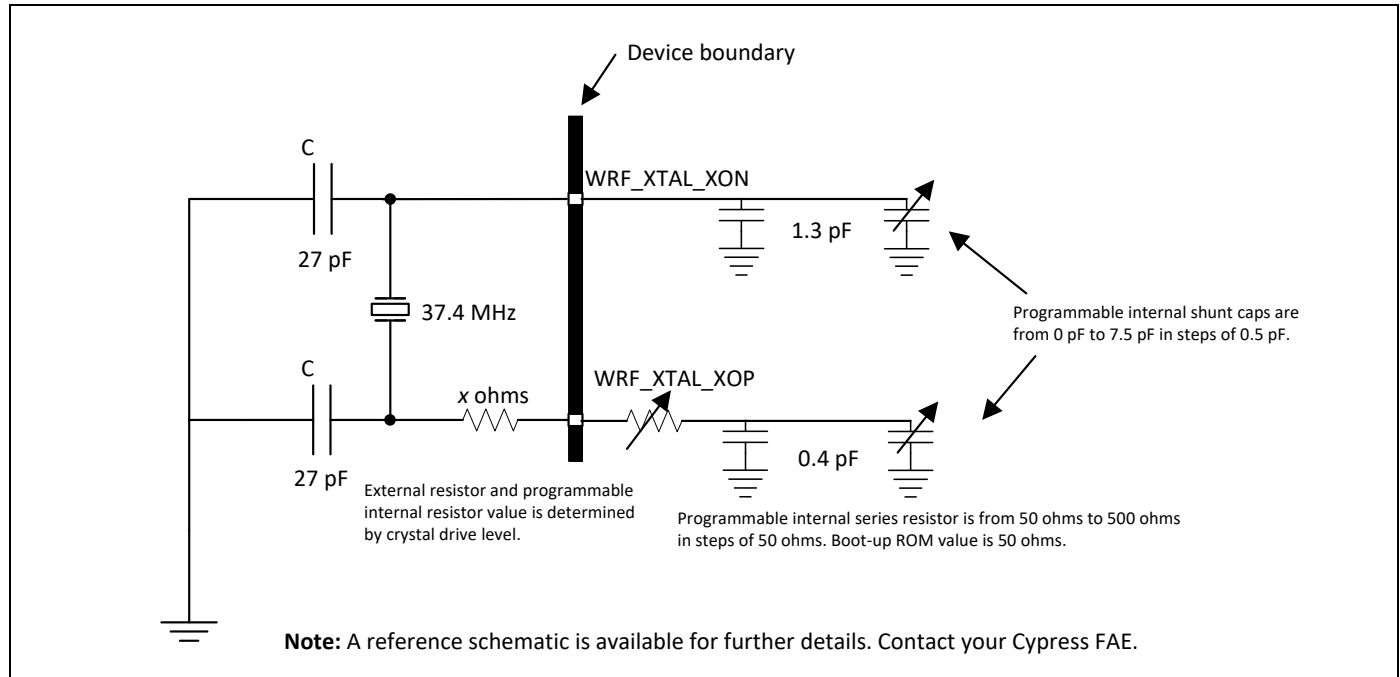 Device boundary
C
WRF_XTAL_XON
1.3 pF
27 pF
37.4 MHz
Programmable internal shunt caps are
from 0 pF to 7.5 pF in steps of 0.5 pF.
C
x ohms
WRF_XTAL_XOP
0.4 pF
27 pF
External resistor and programmable
internal resistor value is determined
by crystal drive level.
Programmable internal series resistor is from 50 ohms to 500 ohms
in steps of 50 ohms. Boot-up ROM value is 50 ohms.
Note: A reference schematic is available for further details. Contact your Cypress FAE.